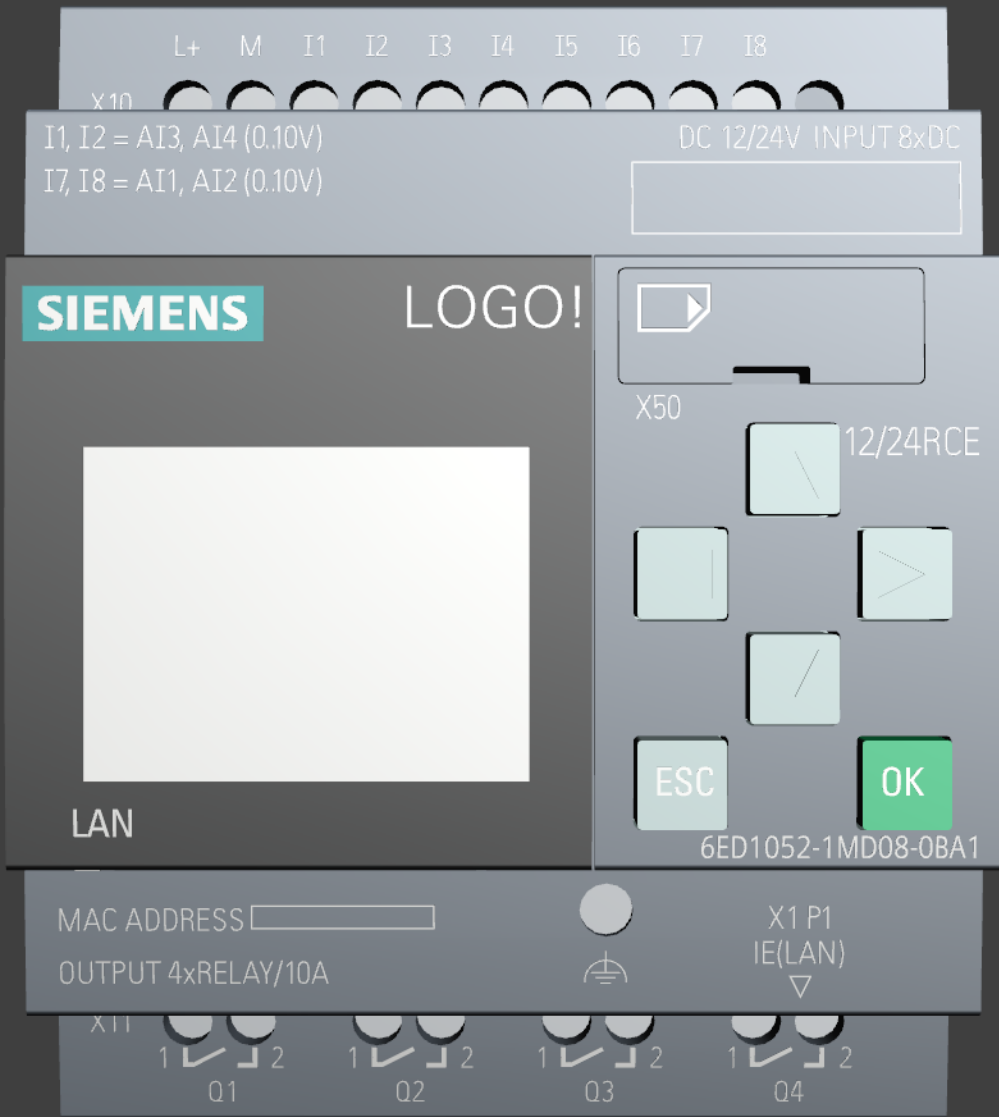 L+ M I1 I2 I3 I4 I5 I6 I7 I8
X10
I1, I2 = AI3, AI4 (0..10V)
DC 12/24V INPUT 8xDC
I7, I8 = AI1, AI2 (0..10V)
SIEMENS
LOGO!
X50
12/24RCE
ESC
OK
LAN
6ED1052-1MD08-0BA1
MAC ADDRESS
X1 P1
IE(LAN)
OUTPUT 4xRELAY/10A
X11
1 2 1 2 1 2 1 2
Q1 Q2 Q3 Q4